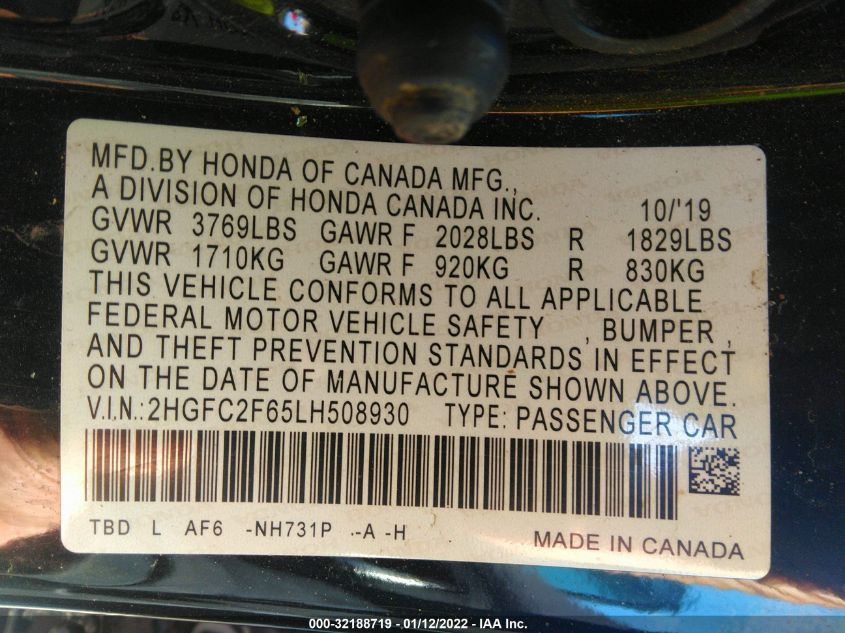 MFD.BY HONDA OF CANADA MFG.,
A DIVISION OF HONDA CANADA INC. 10/'19
GVWR 3769LBS GAWR F 2028LBS R 1829LBS
GVWR 1710KG GAWR F 920KG R 830KG
THIS VEHICLE CONFORMS TO ALL APPLICABLE
FEDERAL MOTOR VEHICLE SAFETY , BUMPER ,
AND THEFT PREVENTION STANDARDS IN EFFECT
ON THE DATE OF MANUFACTURE SHOWN ABOVE.
V.I.N.:2HGFC2F65LH508930 TYPE: PASSENGER CAR
TBD L AF6 -NH731P .-A -H
MADE IN CANADA
000-32188719 - 01/12/2022 - IAA Inc.